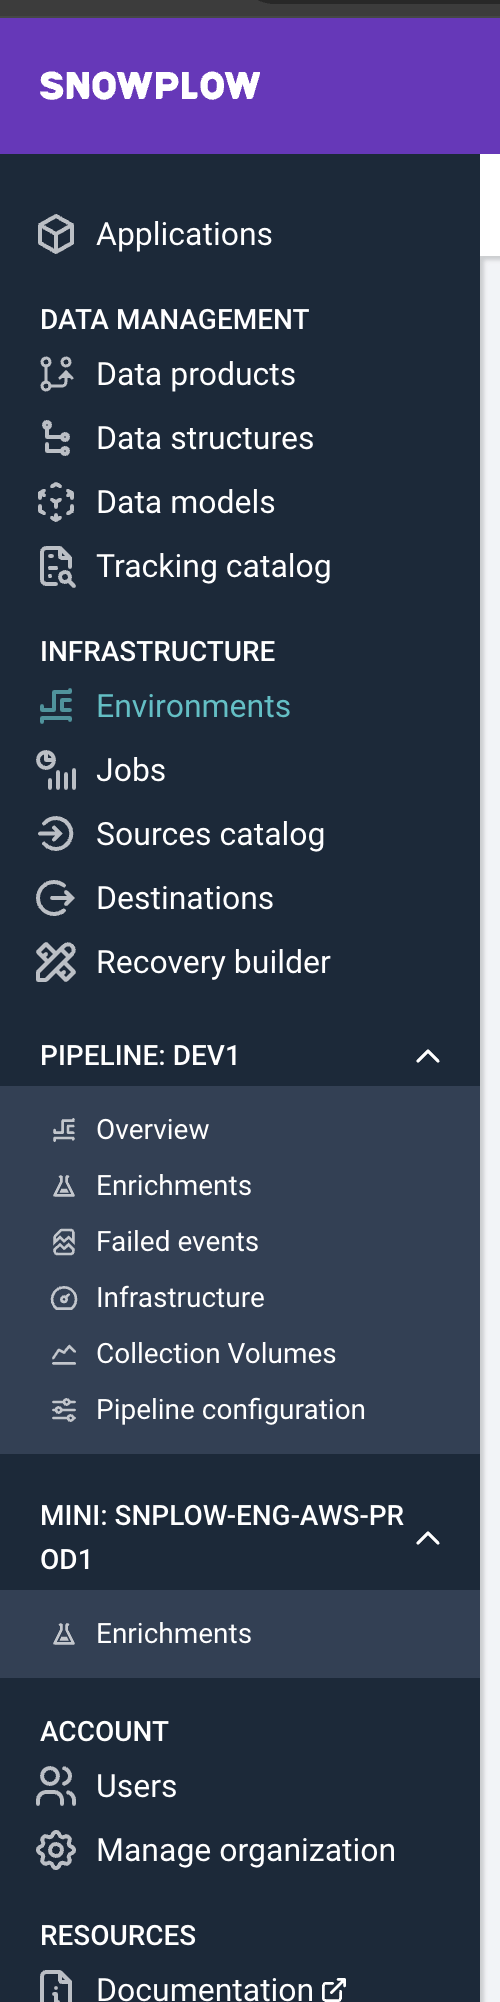 SNOWPLOW
Applications
DATA MANAGEMENT
Data products
Data structures
Data models
Tracking catalog
INFRASTRUCTURE
Environments
Jobs
Sources catalog
Destinations
Recovery builder
PIPELINE: DEV1
Overview
Enrichments
Failed events
Infrastructure
Collection Volumes
Pipeline configuration
MINI: SNPLOW-ENG-AWS-PR
OD1
Enrichments
ACCOUNT
Users
Manage organization
RESOURCES
Documentation